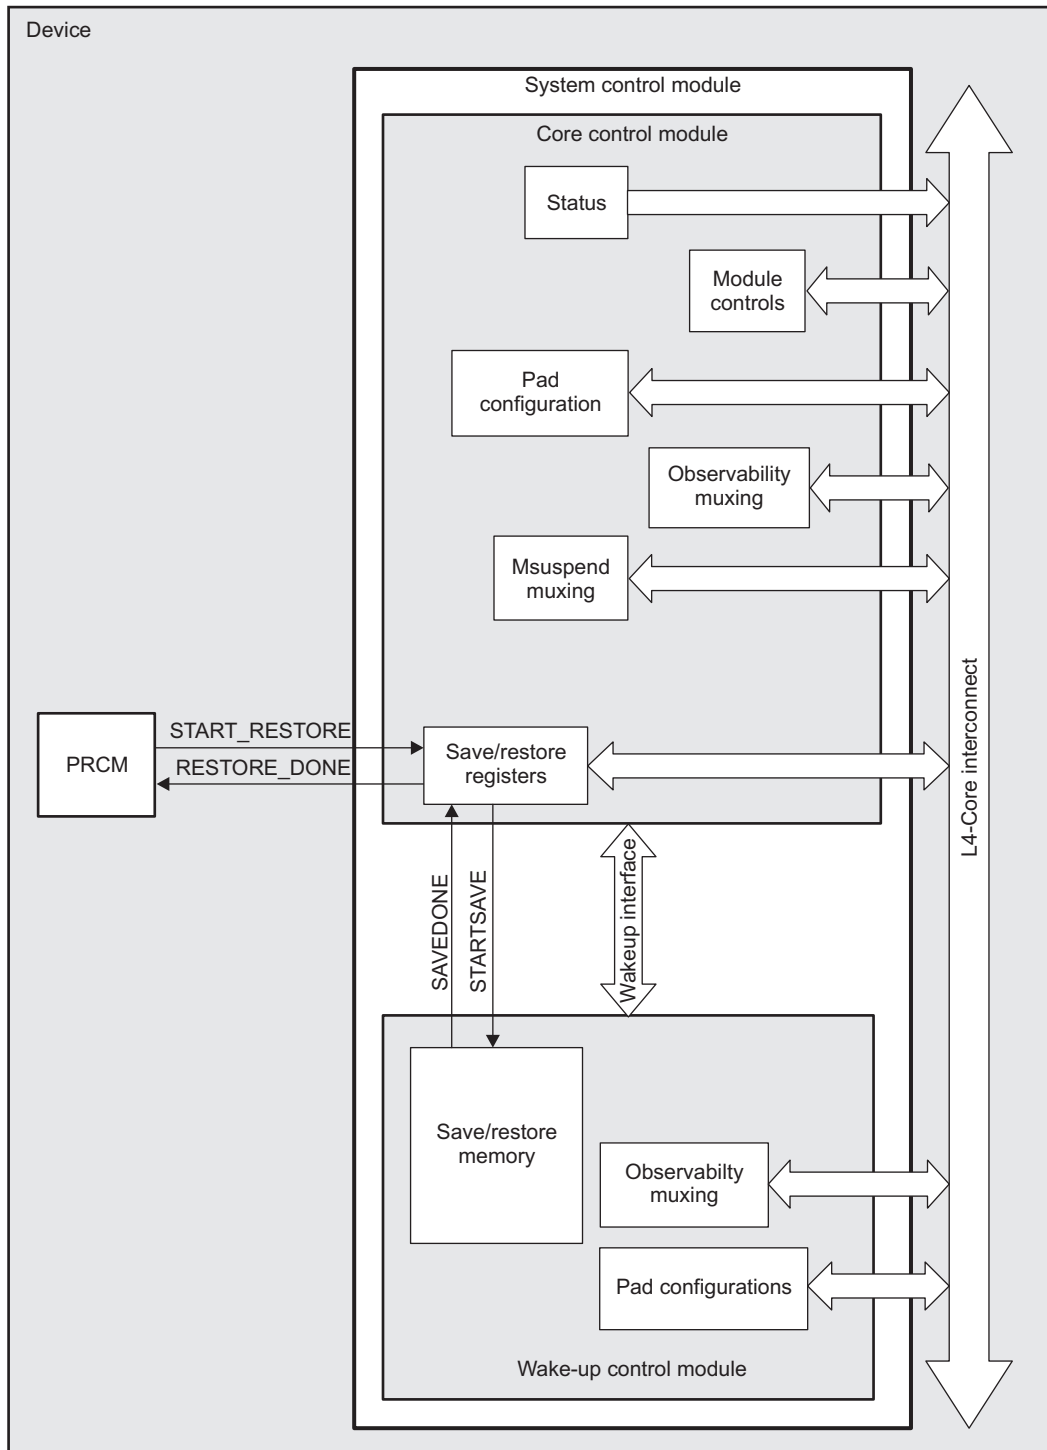 Device
System control module
Core control module
Status
Module
controls
Pad
configuration
Observability
muxing
Msuspend
muxing
L4-Core interconnect
PRCM
START_RESTORE
RESTORE_DONE
Save/restore
registers
SAVEDONE
STARTSAVE
Wakeup interface
Save/restore
memory
Observabilty
muxing
Pad configurations
Wake-up control module